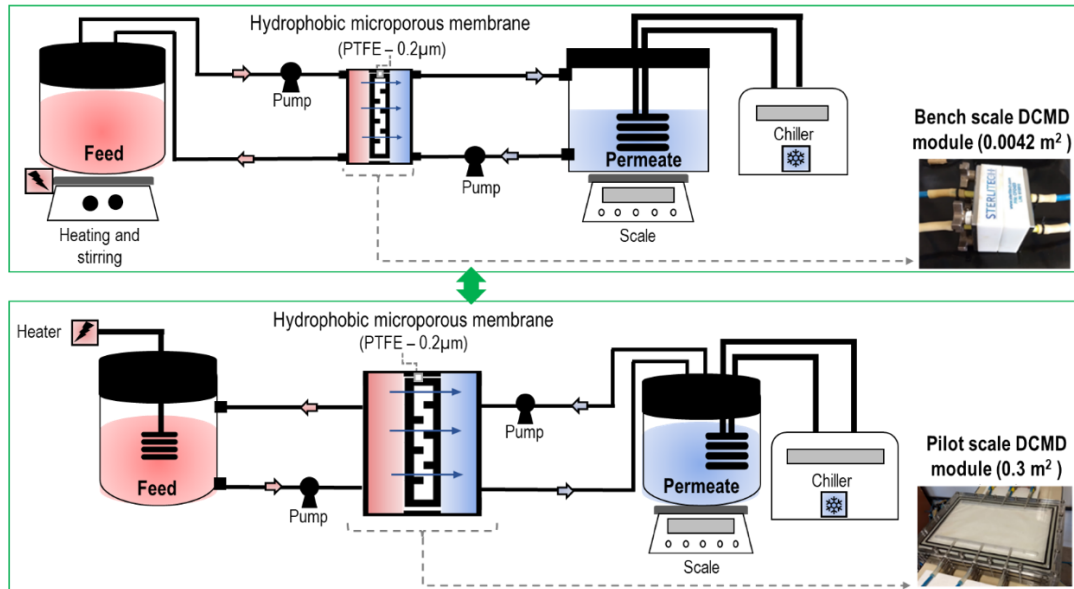 Hydrophobic microporous membrane
(PTFE – 0.2µm)
Pump
Feed
Heating and
stirring
Pump
Permeate
Scale
Chiller
Bench scale DCMD
module (0.0042 m² )
STERLITECH
Heater
Hydrophobic microporous membrane
(PTFE – 0.2µm)
Feed
Pump
Pump
Permeate
Scale
Chiller
Pilot scale DCMD
module (0.3 m² )